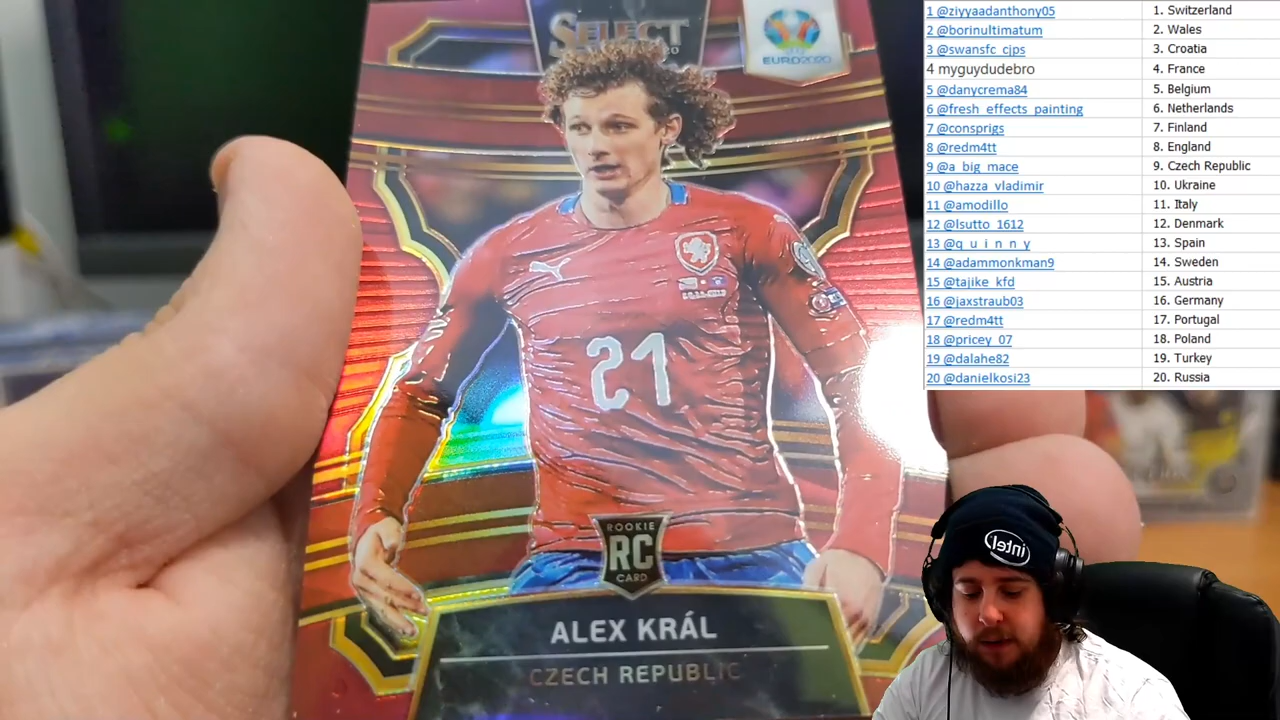 SELECT
EURO2020
21
ROOKIE
RC
CARD
ALEX KRÁL
CZECH REPUBLIC
1 @ziyyaadanthony05 1. Switzerland
2 @borinultimatum 2. Wales
3 @swansfc_cjps 3. Croatia
4 myguydudebro 4. France
5 @danycrema84 5. Belgium
6 @fresh_effects_painting 6. Netherlands
7 @consprigs 7. Finland
8 @redm4tt 8. England
9 @a_big_mace 9. Czech Republic
10 @hazza_vladimir 10. Ukraine
11 @amodillo 11. Italy
12 @lsutto_1612 12. Denmark
13 @q_u_i_n_n_y 13. Spain
14 @adammonkman9 14. Sweden
15 @tajike_kfd 15. Austria
16 @jaxstraub03 16. Germany
17 @redm4tt 17. Portugal
18 @pricey_07 18. Poland
19 @dalahe82 19. Turkey
20 @danielkosi23 20. Russia
intel